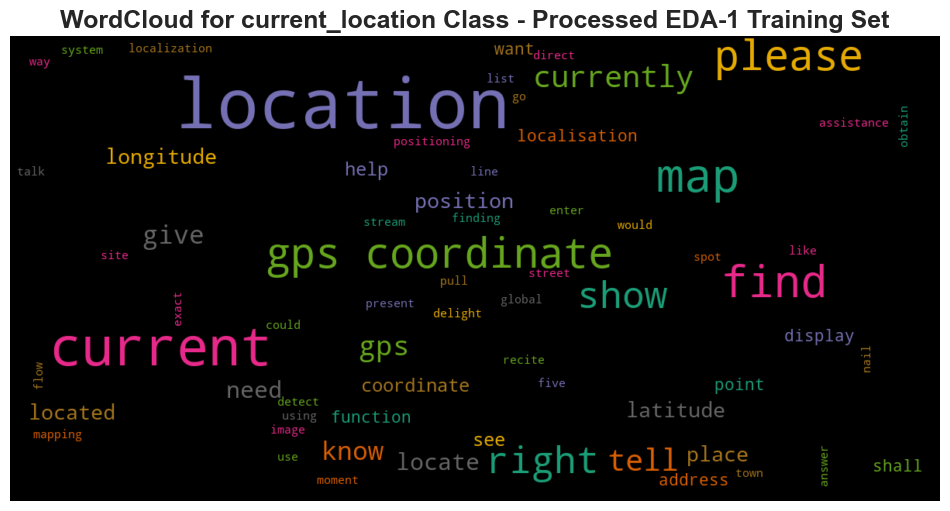 WordCloud for current_location Class - Processed EDA-1 Training Set
system
localization
want
direct
please
way
currently
list
go
location
obtain
assistance
localisation
positioning
longitude
talk
help
line
map
position
enter
stream
finding
would
give
site
gps coordinate
spot
like
street
find
pull
show
exact
present
global
delight
could
display
current
gps
recite
nail
flow
need
coordinate
five
point
detect
located
using
function
latitude
image
mapping
see
use
know
locate
right
tell
place
answer
shall
moment
address
town